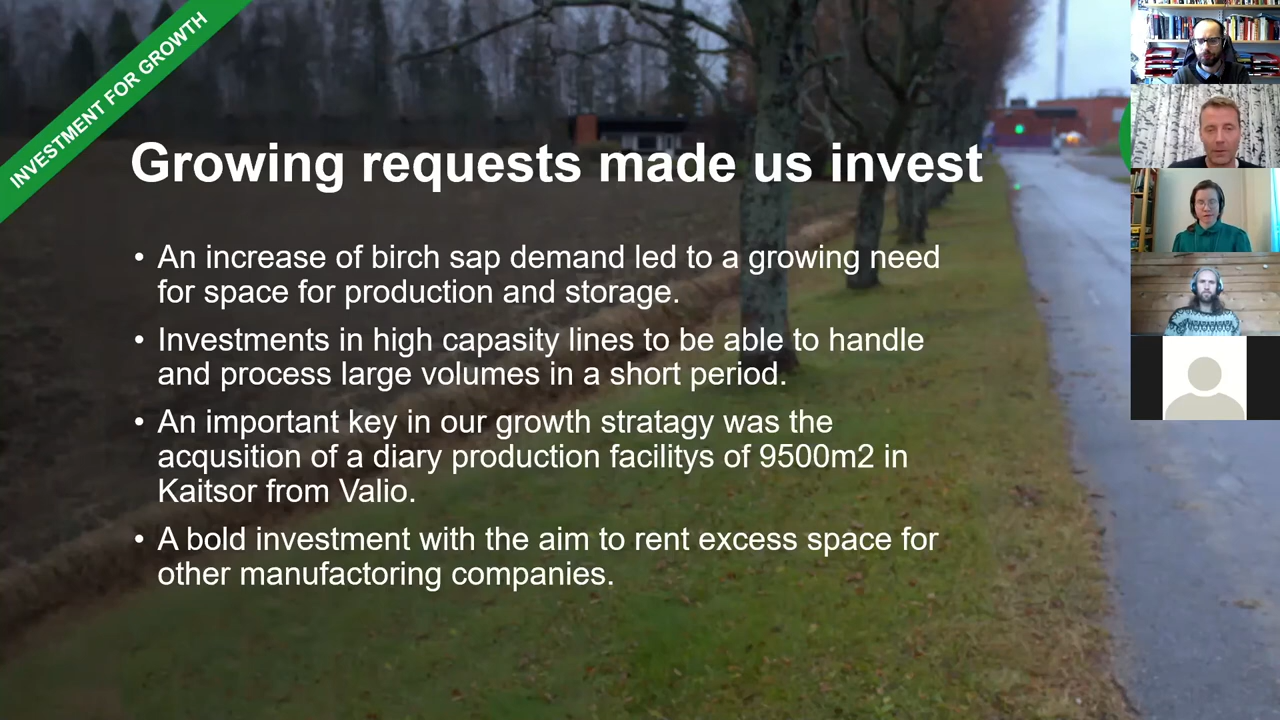 INVESTMENT FOR GROWTH
Growing requests made us invest
• An increase of birch sap demand led to a growing need
for space for production and storage.
• Investments in high capasity lines to be able to handle
and process large volumes in a short period.
• An important key in our growth stratagy was the
acqusition of a diary production facilitys of 9500m2 in
Kaitsor from Valio.
• A bold investment with the aim to rent excess space for
other manufactoring companies.